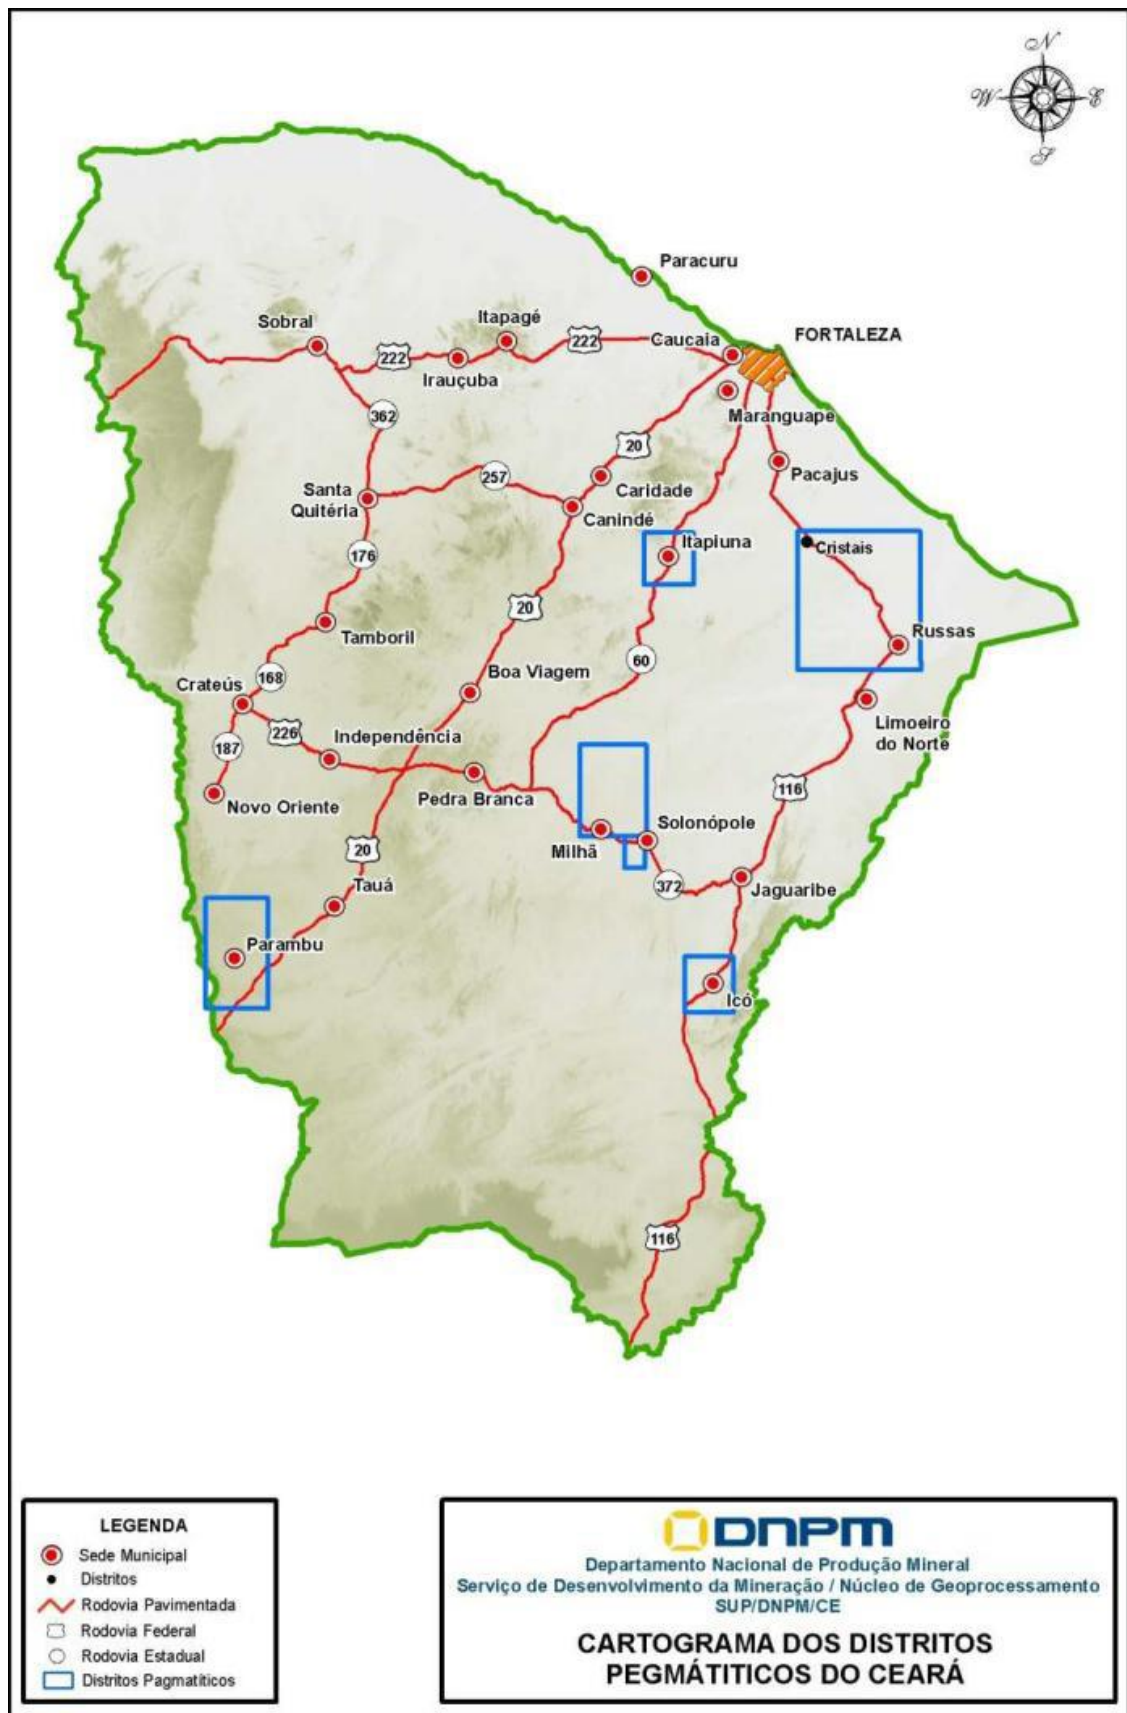 N
W
E
S
Paracuru
FORTALEZA
Sobral
Itapagé
Caucaia
222
222
Irauçuba
Maranguape
362
20
Pacajus
257
Caridade
Santa
Quitéria
Canindé
Itapiuna
Cristais
176
20
Russas
Tamboril
60
Boa Viagem
168
Crateús
Limoeiro
do Norte
226
Independência
187
116
Pedra Branca
Novo Oriente
Solonópole
Milhã
20
372
Tauá
Jaguaribe
Parambu
Icó
116
LEGENDA
Sede Municipal
Distritos
Rodovia Pavimentada
Rodovia Federal
Rodovia Estadual
Distritos Pagmatíticos
DNPM
Departamento Nacional de Produção Mineral
Serviço de Desenvolvimento da Mineração / Núcleo de Geoprocessamento
SUP/DNPM/CE
CARTOGRAMA DOS DISTRITOS
PEGMÁTITICOS DO CEARÁ